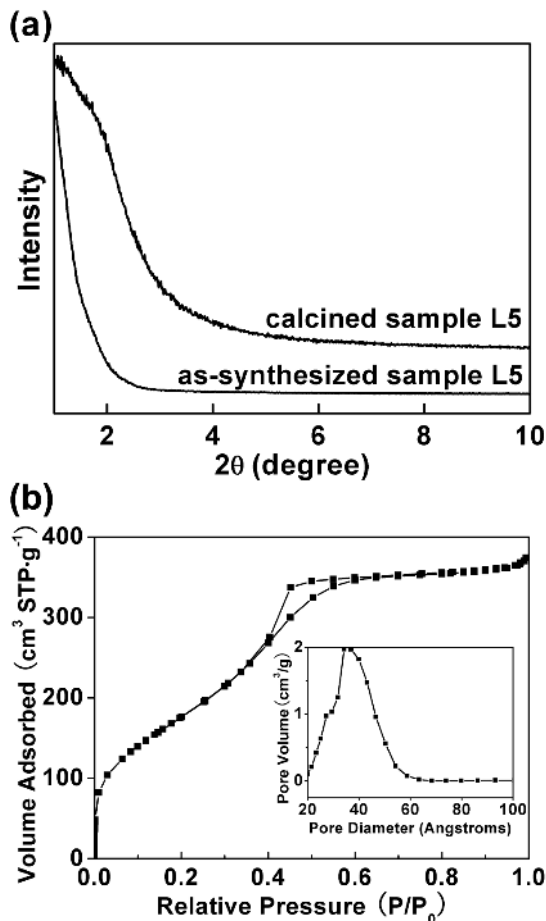 (a)
Intensity
calcined sample L5
as-synthesized sample L5
2 4 6 8 10
2θ (degree)
(b)
Volume Adsorbed (cm³ STP·g⁻¹)
400
300
200
100
0
0.0 0.2 0.4 0.6 0.8 1.0
Relative Pressure (P/P₀)
Pore Volume (cm³/g)
2
1
0
20 40 60 80 100
Pore Diameter (Angstroms)